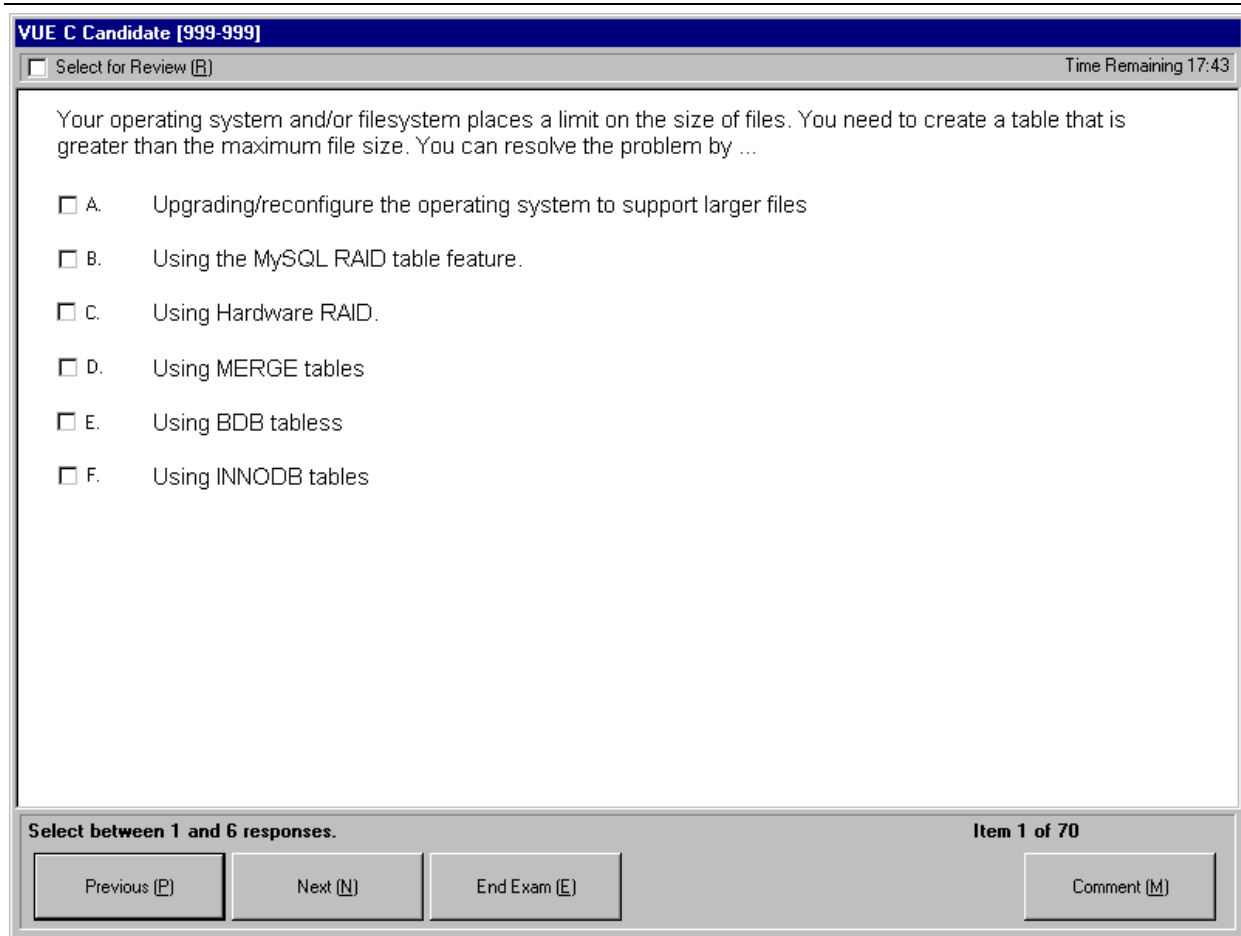 VUE C Candidate [999-999]
Select for Review (R) Time Remaining 17:43
Your operating system and/or filesystem places a limit on the size of files. You need to create a table that is
greater than the maximum file size. You can resolve the problem by ...
A. Upgrading/reconfigure the operating system to support larger files
B. Using the MySQL RAID table feature.
C. Using Hardware RAID.
D. Using MERGE tables
E. Using BDB tabless
F. Using INNODB tables
Select between 1 and 6 responses. Item 1 of 70
Previous (P) Next (N) End Exam (E) Comment (M)